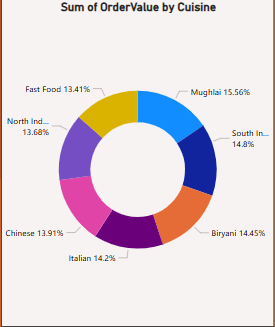 Sum of OrderValue by Cuisine
Fast Food 13.41%
Mughlai 15.56%
North Ind...
13.68%
South In...
14.8%
Chinese 13.91%
Biryani 14.45%
Italian 14.2%